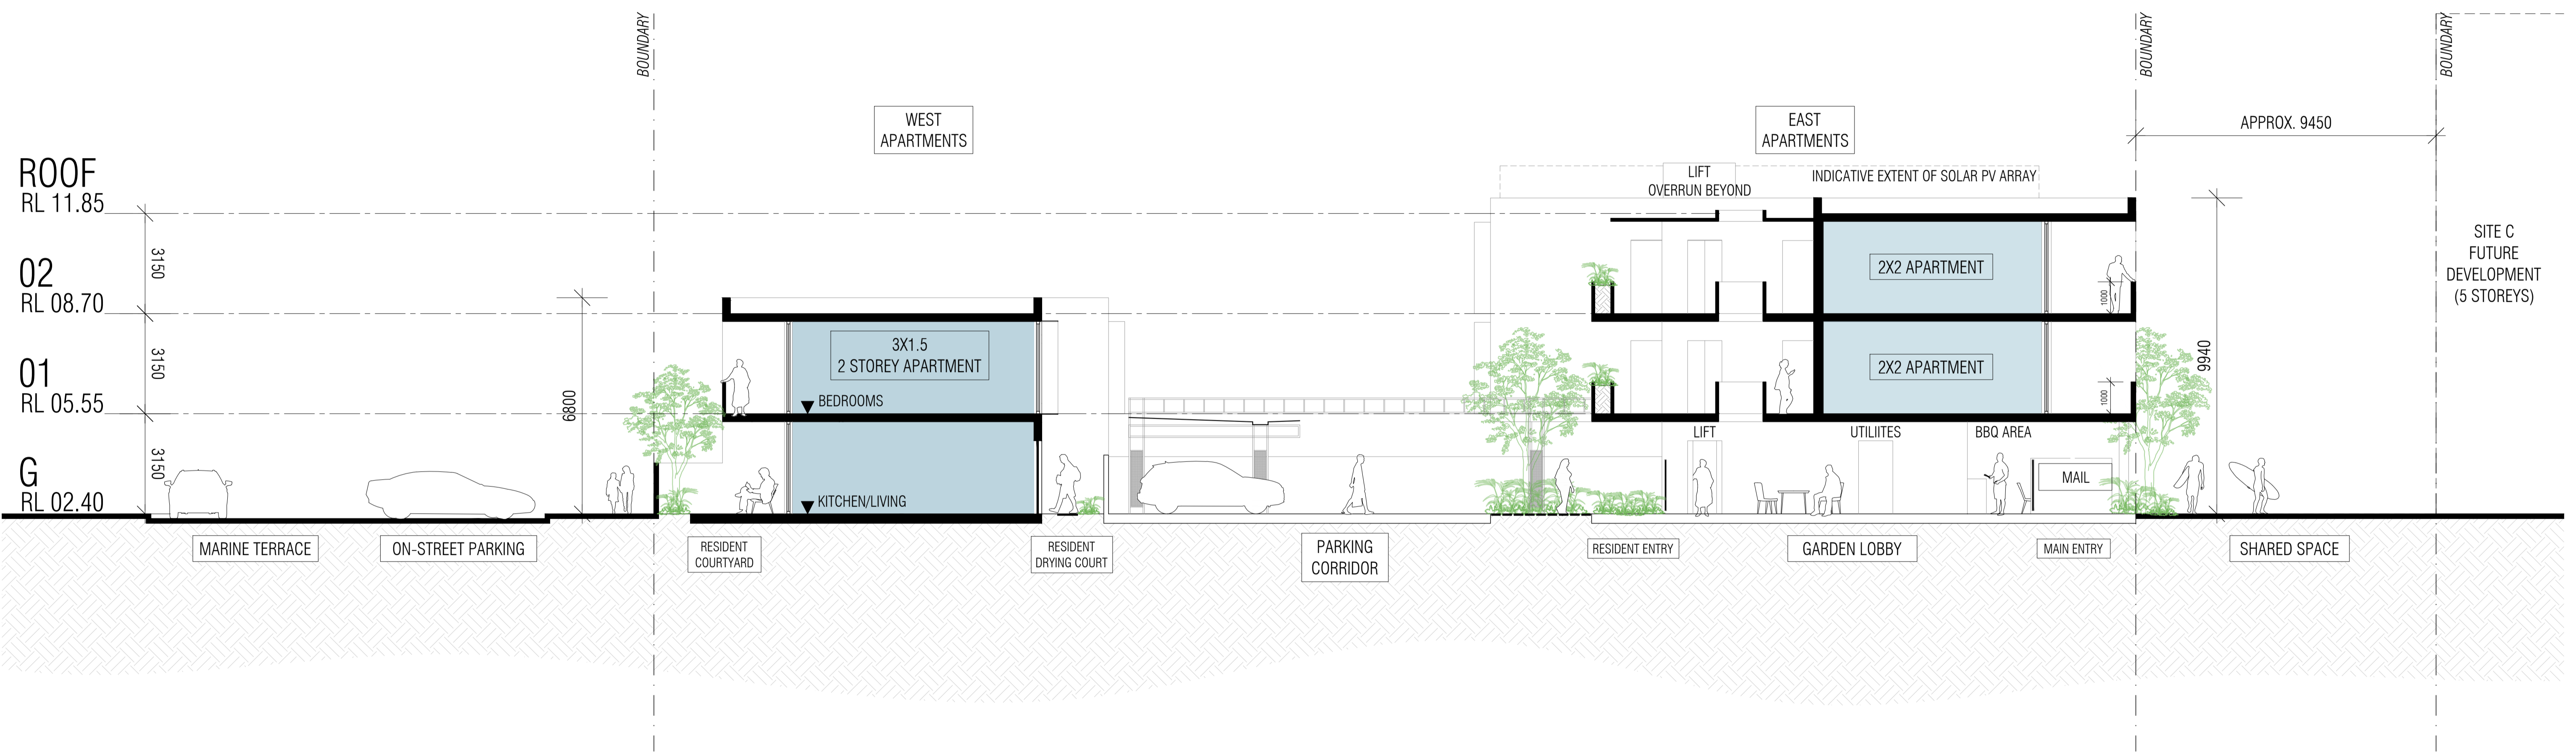 BOUNDARY
BOUNDARY
BOUNDARY
WEST
APARTMENTS
EAST
APARTMENTS
APPROX. 9450
ROOF
RL 11.85
LIFT
OVERRUN BEYOND
INDICATIVE EXTENT OF SOLAR PV ARRAY
3150
02
RL 08.70
2X2 APARTMENT
1000
SITE C
FUTURE
DEVELOPMENT
(5 STOREYS)
3150
01
RL 05.55
6800
3X1.5
2 STOREY APARTMENT
BEDROOMS
2X2 APARTMENT
1000
9940
3150
G
RL 02.40
KITCHEN/LIVING
LIFT
UTILIITES
BBQ AREA
MAIL
MARINE TERRACE
ON-STREET PARKING
RESIDENT
COURTYARD
RESIDENT
DRYING COURT
PARKING
CORRIDOR
RESIDENT ENTRY
GARDEN LOBBY
MAIN ENTRY
SHARED SPACE